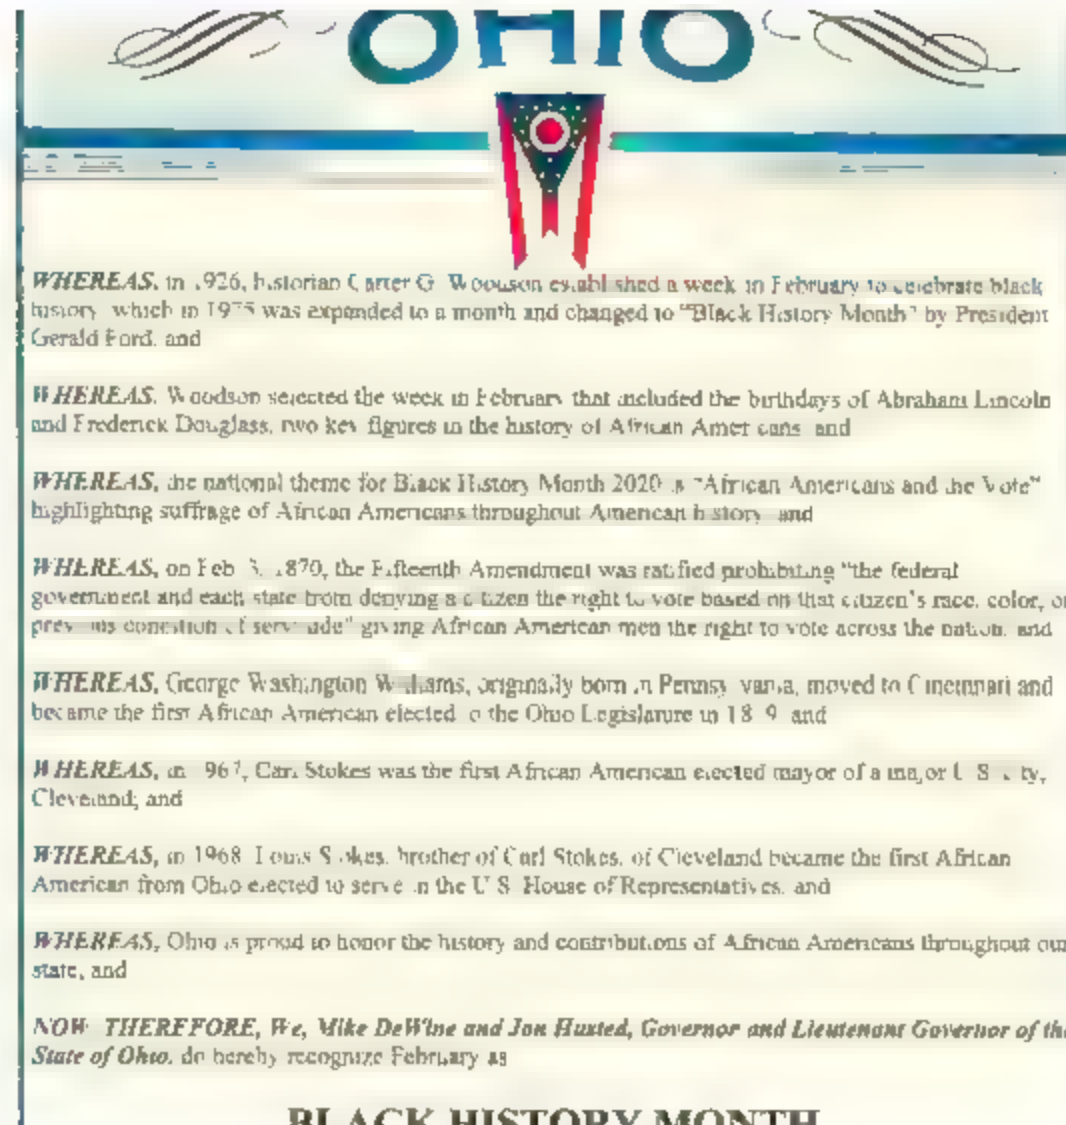 OHIO
WHEREAS, in 1926, historian Carter G. Woodson established a week in February to celebrate black
history, which in 1975 was expanded to a month and changed to "Black History Month" by President
Gerald Ford; and
WHEREAS, Woodson selected the week in February that included the birthdays of Abraham Lincoln
and Frederick Douglass, two key figures in the history of African Americans; and
WHEREAS, the national theme for Black History Month 2020 is "African Americans and the Vote"
highlighting suffrage of African Americans throughout American history; and
WHEREAS, on Feb. 3, 1870, the Fifteenth Amendment was ratified prohibiting "the federal
government and each state from denying a citizen the right to vote based on that citizen's race, color, or
previous condition of servitude" giving African American men the right to vote across the nation; and
WHEREAS, George Washington Williams, originally born in Pennsylvania, moved to Cincinnati and
became the first African American elected to the Ohio Legislature in 1879; and
WHEREAS, in 1967, Carl Stokes was the first African American elected mayor of a major U.S. city,
Cleveland; and
WHEREAS, in 1968, Louis Stokes, brother of Carl Stokes, of Cleveland became the first African
American from Ohio elected to serve in the U.S. House of Representatives; and
WHEREAS, Ohio is proud to honor the history and contributions of African Americans throughout our
state; and
NOW, THEREFORE, We, Mike DeWine and Jon Husted, Governor and Lieutenant Governor of the
State of Ohio, do hereby recognize February as
BLACK HISTORY MONTH